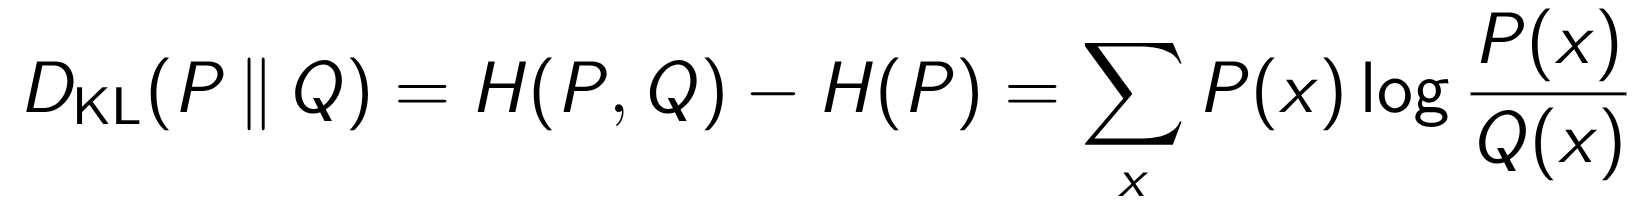 D_KL(P ∥ Q) = H(P, Q) − H(P) = ∑_x P(x) log P(x)/Q(x)